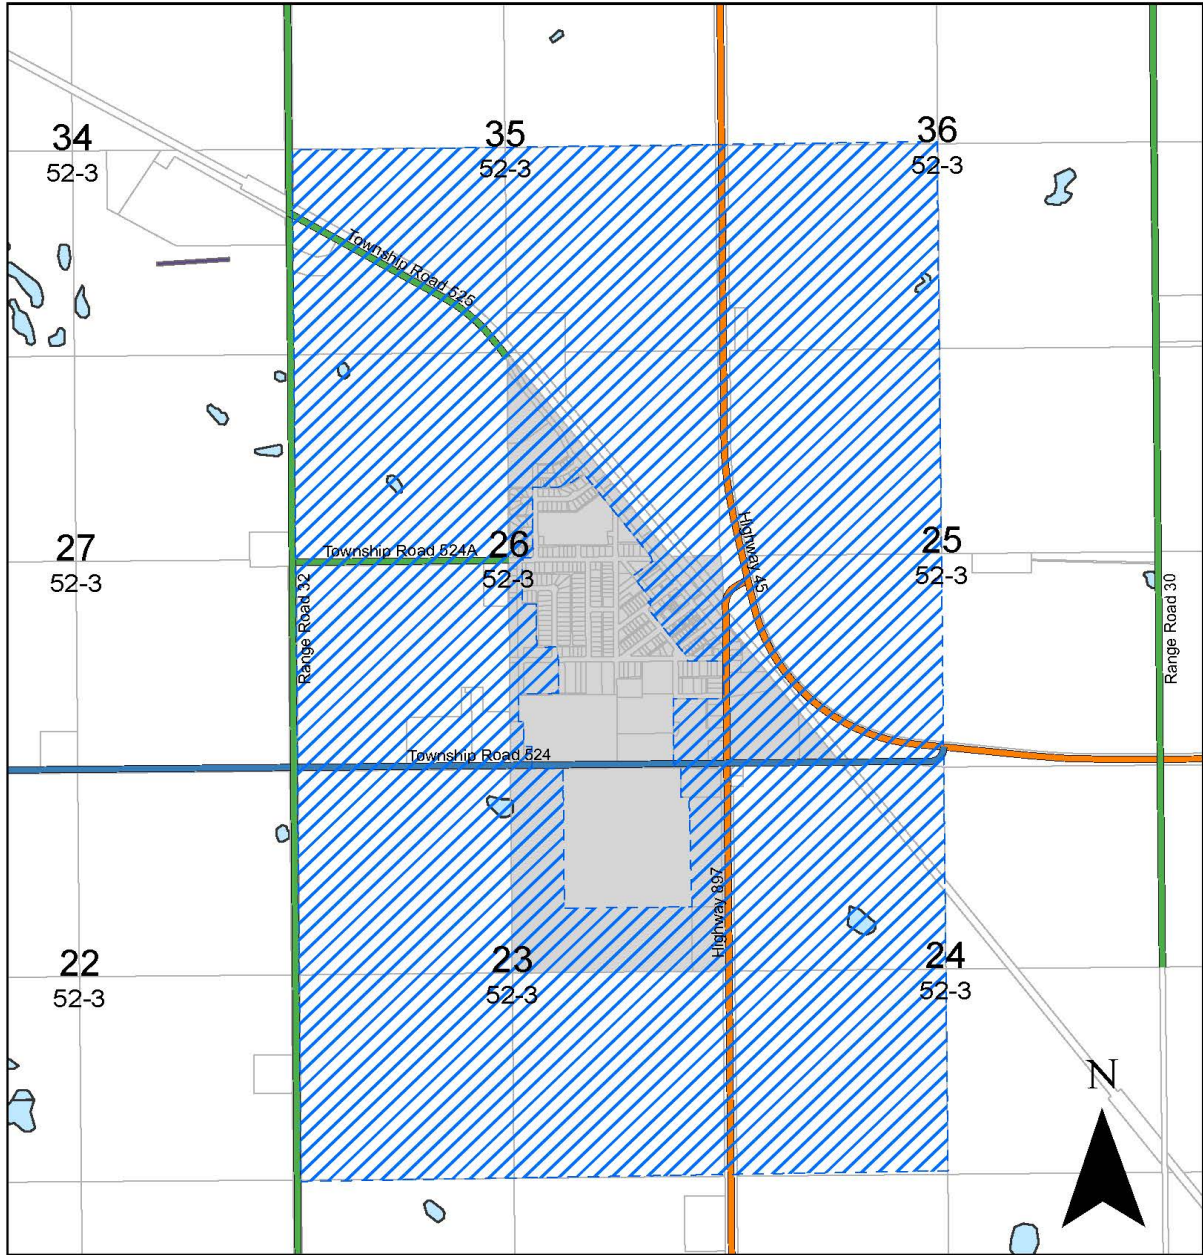 34
52-3
35
52-3
36
52-3
Township Road 525
Highway 45
27
52-3
Township Road 524A
26
52-3
25
52-3
Range Road 32
Range Road 30
Township Road 524
Highway 897
22
52-3
23
52-3
24
52-3
N